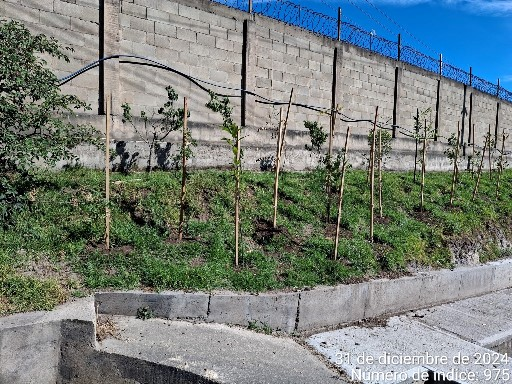 31 de diciembre de 2024
Número de índice: 975